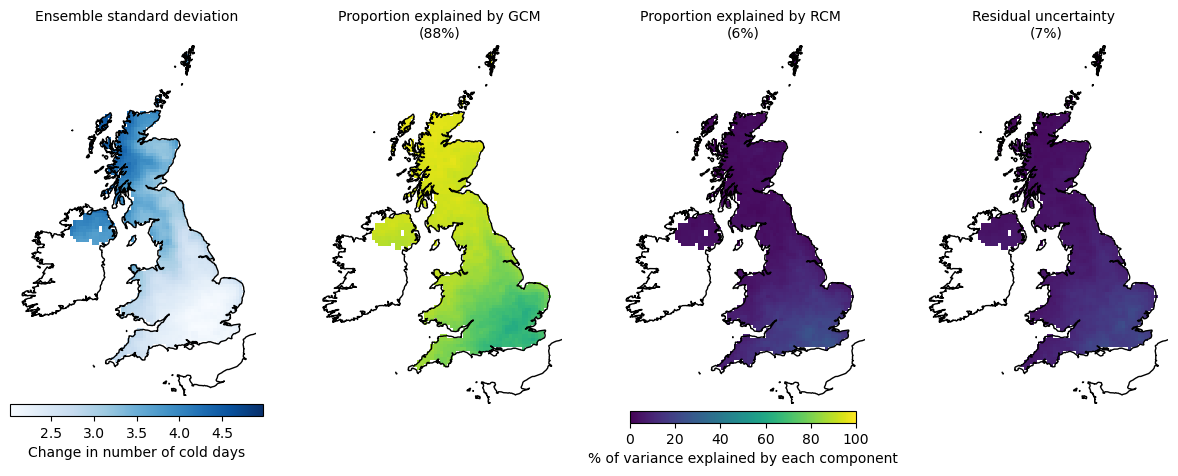 Ensemble standard deviation
Proportion explained by GCM
(88%)
Proportion explained by RCM
(6%)
Residual uncertainty
(7%)
2.5 3.0 3.5 4.0 4.5
Change in number of cold days
0 20 40 60 80 100
% of variance explained by each component